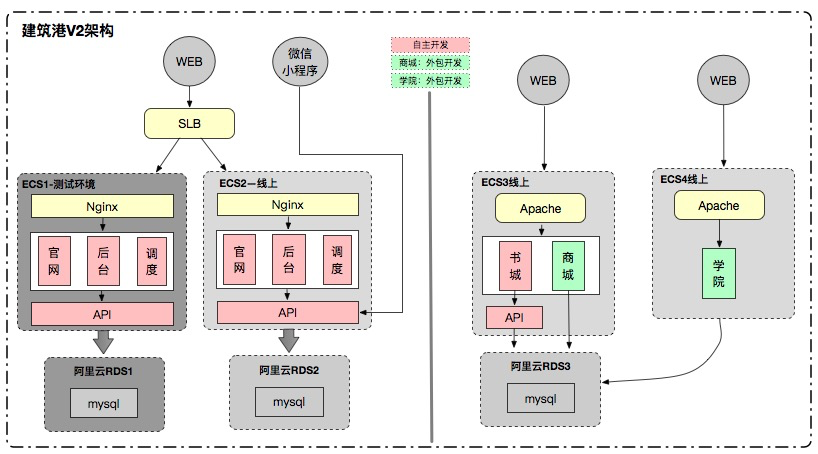 建筑港V2架构
WEB
微信
小程序
自主开发
商城：外包开发
学院：外包开发
WEB
WEB
SLB
ECS1-测试环境
Nginx
官网
后台
调度
API
ECS2—线上
Nginx
官网
后台
调度
API
ECS3线上
Apache
书城
商城
API
ECS4线上
Apache
学院
阿里云RDS1
mysql
阿里云RDS2
mysql
阿里云RDS3
mysql